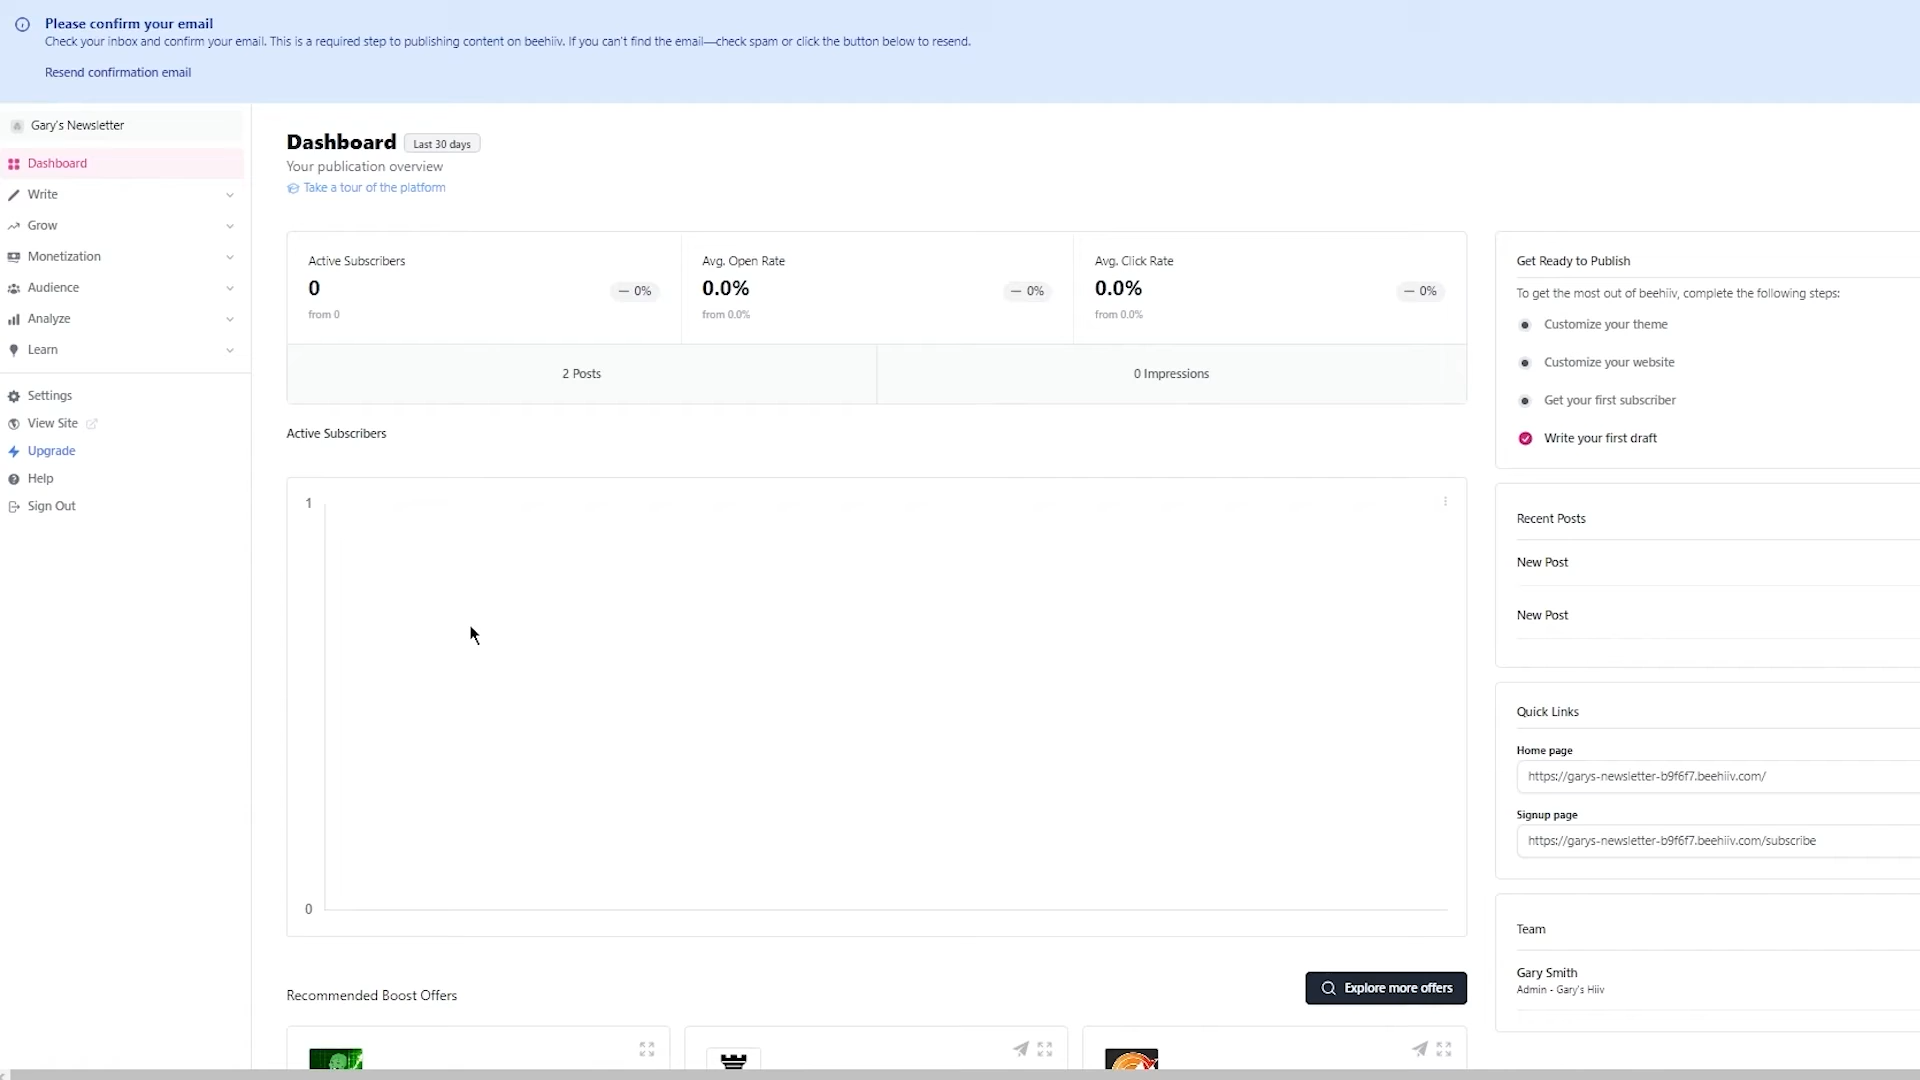 Please confirm your email
Check your inbox and confirm your email. This is a required step to publishing content on beehiiv. If you can't find the email—check spam or click the button below to resend.
Resend confirmation email
Gary's Newsletter
Dashboard
Write
Grow
Monetization
Audience
Analyze
Learn
Settings
View Site
Upgrade
Help
Sign Out
Dashboard Last 30 days
Your publication overview
Take a tour of the platform
Active Subscribers
0
— 0%
from 0
Avg. Open Rate
0.0%
— 0%
from 0.0%
Avg. Click Rate
0.0%
— 0%
from 0.0%
2 Posts
0 Impressions
Active Subscribers
1
0
Recommended Boost Offers
Explore more offers
Get Ready to Publish
To get the most out of beehiiv, complete the following steps:
Customize your theme
Customize your website
Get your first subscriber
Write your first draft
Recent Posts
New Post
New Post
Quick Links
Home page
https://garys-newsletter-b9f6f7.beehiiv.com/
Signup page
https://garys-newsletter-b9f6f7.beehiiv.com/subscribe
Team
Gary Smith
Admin - Gary's Hiiv